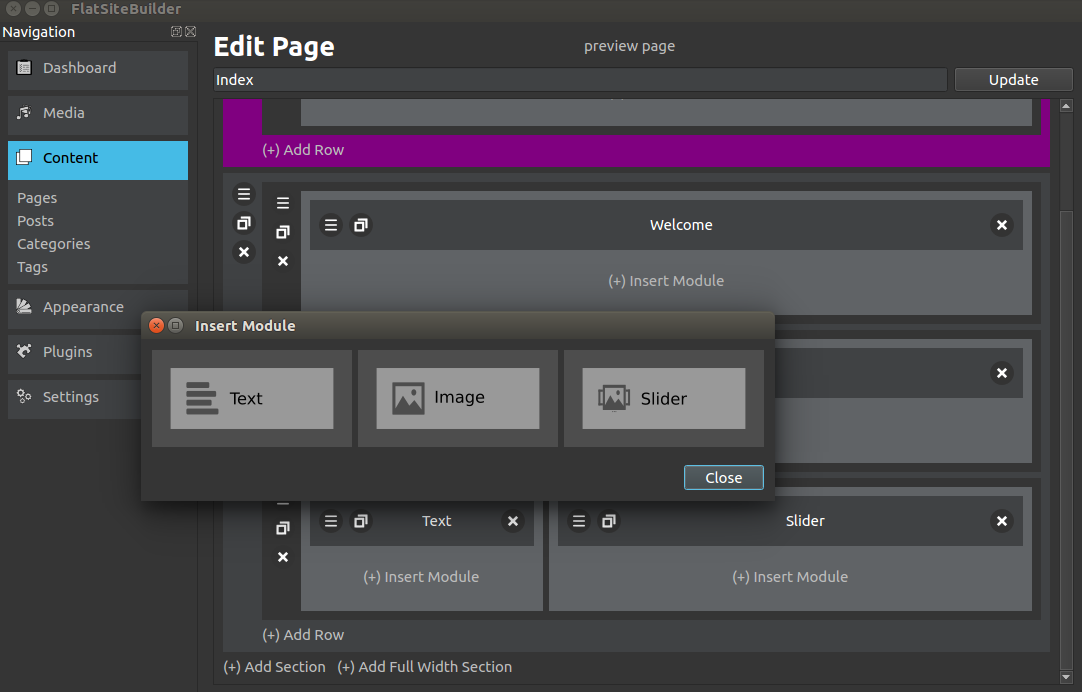 FlatSiteBuilder
Navigation
Dashboard
Media
Content
Pages
Posts
Categories
Tags
Appearance
Plugins
Settings
Edit Page
preview page
Index
Update
(+) Add Row
Welcome
(+) Insert Module
Insert Module
Text
Image
Slider
Close
Text
Slider
(+) Insert Module
(+) Insert Module
(+) Add Row
(+) Add Section
(+) Add Full Width Section